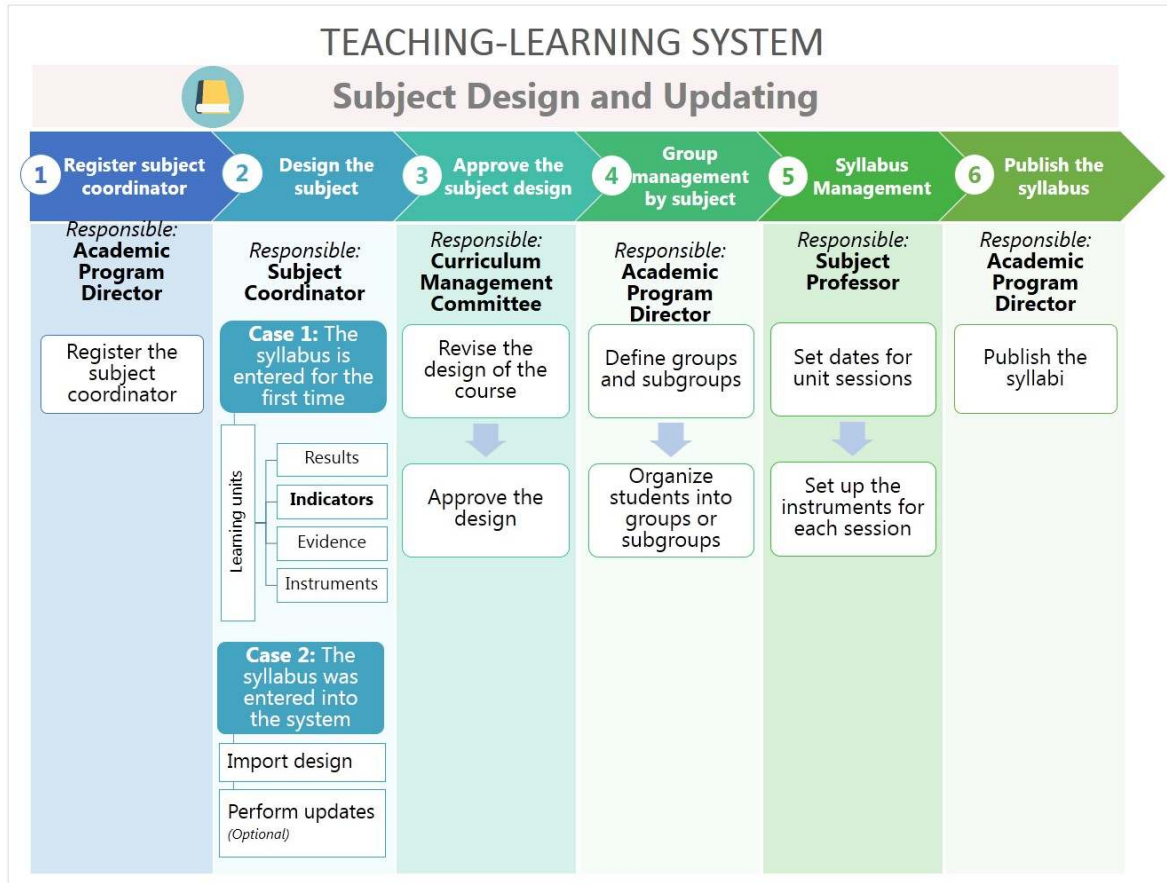 TEACHING-LEARNING SYSTEM
Subject Design and Updating
1
Register subject
coordinator
2
Design the
subject
3
Approve the
subject design
4
Group
management
by subject
5
Syllabus
Management
6
Publish the
syllabus
Responsible:
Academic
Program
Director
Register the
subject
coordinator
Responsible:
Subject
Coordinator
Case 1: The
syllabus is
entered for the
first time
Learning units
Results
Indicators
Evidence
Instruments
Case 2: The
syllabus was
entered into
the system
Import design
Perform updates
(Optional)
Responsible:
Curriculum
Management
Committee
Revise the
design of the
course
Approve the
design
Responsible:
Academic
Program
Director
Define groups
and subgroups
Organize
students into
groups or
subgroups
Responsible:
Subject
Professor
Set dates for
unit sessions
Set up the
instruments for
each session
Responsible:
Academic
Program
Director
Publish the
syllabi